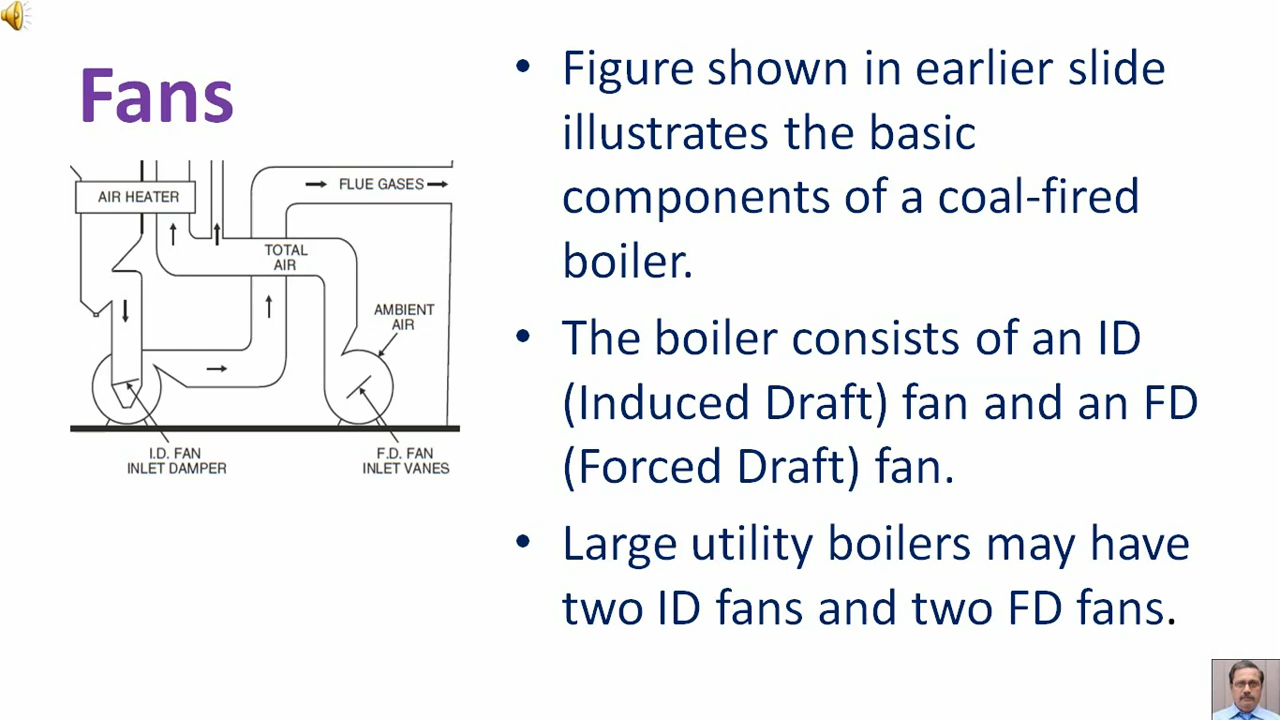 Fans
AIR HEATER
FLUE GASES
TOTAL
AIR
AMBIENT
AIR
I.D. FAN
INLET DAMPER
F.D. FAN
INLET VANES
• Figure shown in earlier slide
illustrates the basic
components of a coal-fired
boiler.
• The boiler consists of an ID
(Induced Draft) fan and an FD
(Forced Draft) fan.
• Large utility boilers may have
two ID fans and two FD fans.